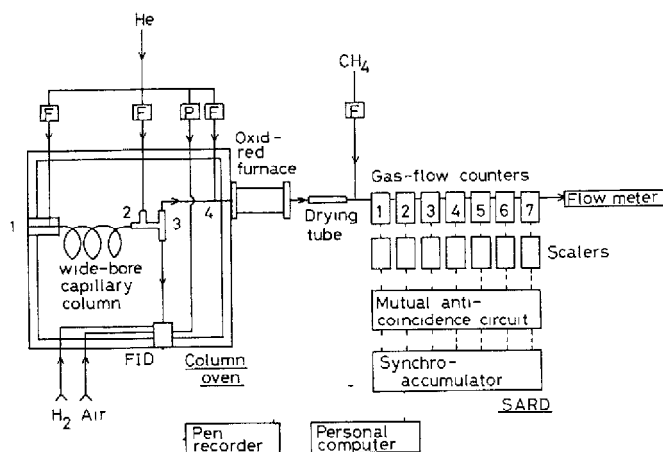 He
CH4
F
F
P
F
F
Oxid-
red
furnace
Gas-flow counters
1
2
3
4
1
2
3
4
5
6
7
Flow meter
Drying
tube
wide-bore
capillary
column
Scalers
Mutual anti-
coincidence circuit
FID
Column
oven
Synchro-
accumulator
H2
Air
SARD
Pen
recorder
Personal
computer